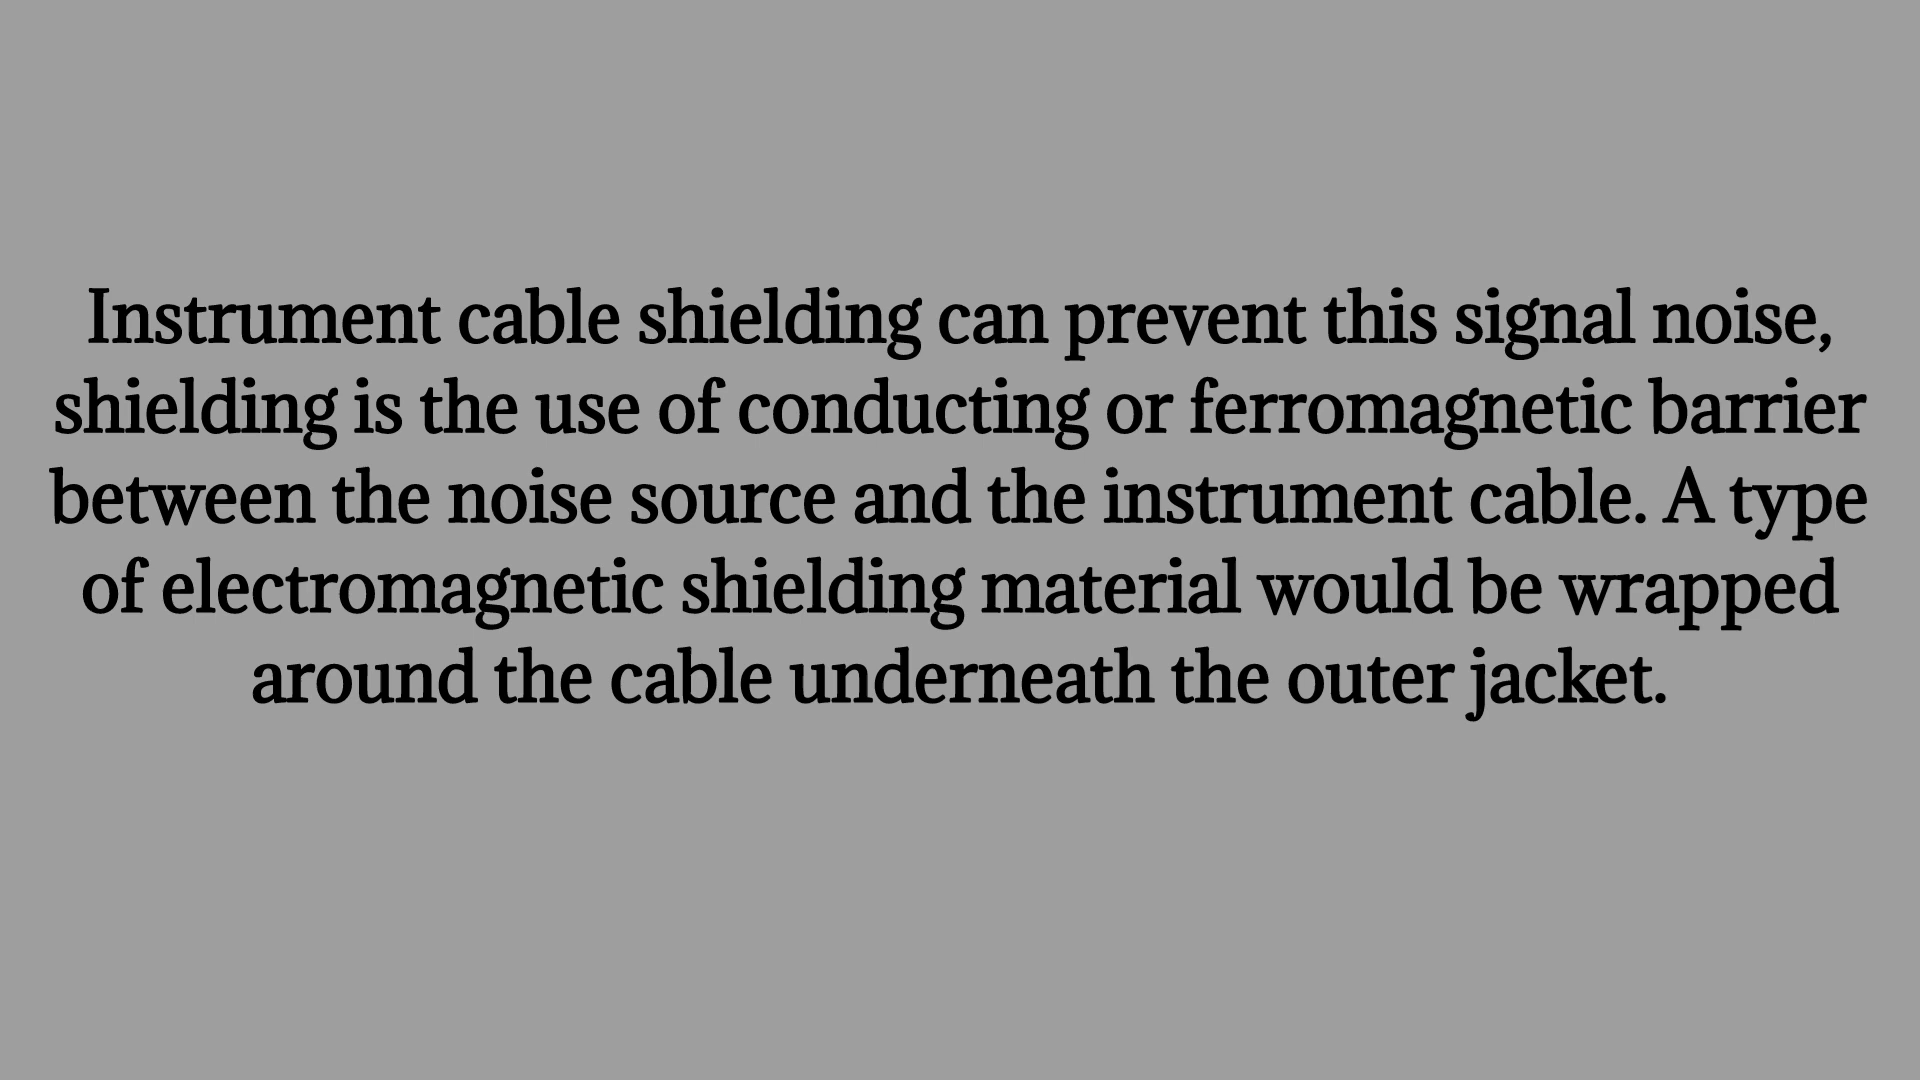 Instrument cable shielding can prevent this signal noise,
shielding is the use of conducting or ferromagnetic barrier
between the noise source and the instrument cable. A type
of electromagnetic shielding material would be wrapped
around the cable underneath the outer jacket.